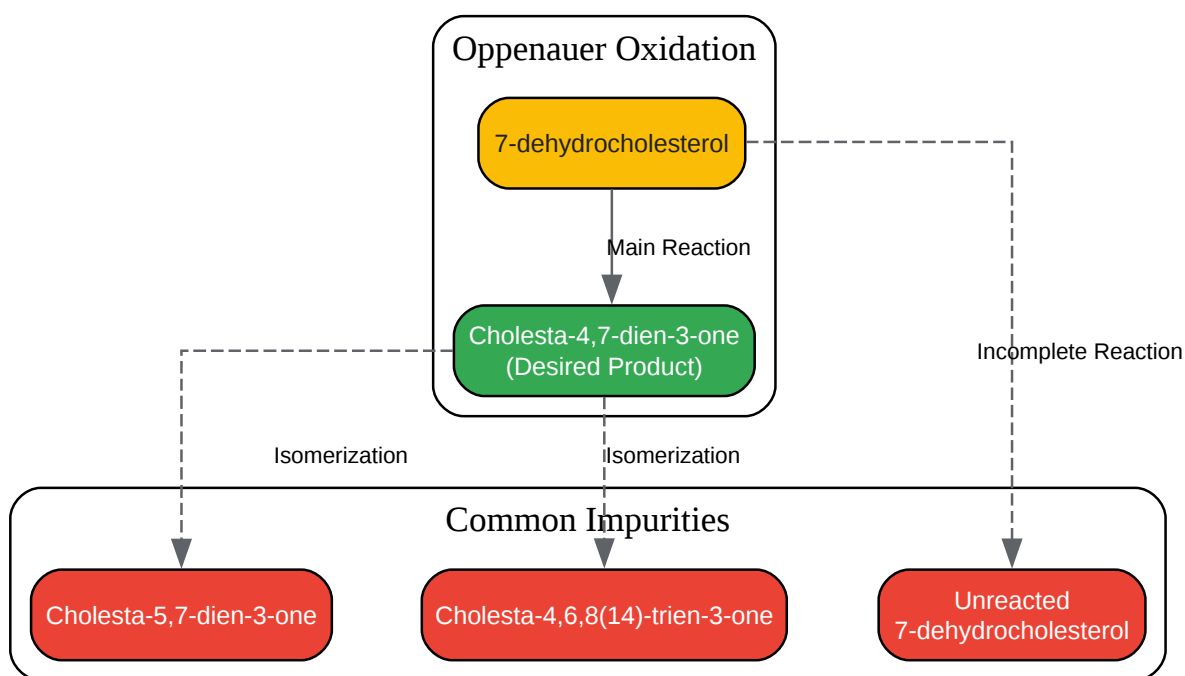 Oppenauer Oxidation
7-dehydrocholesterol
Main Reaction
Cholesta-4,7-dien-3-one
(Desired Product)
Incomplete Reaction
Isomerization
Isomerization
Common Impurities
Cholesta-5,7-dien-3-one
Cholesta-4,6,8(14)-trien-3-one
Unreacted
7-dehydrocholesterol